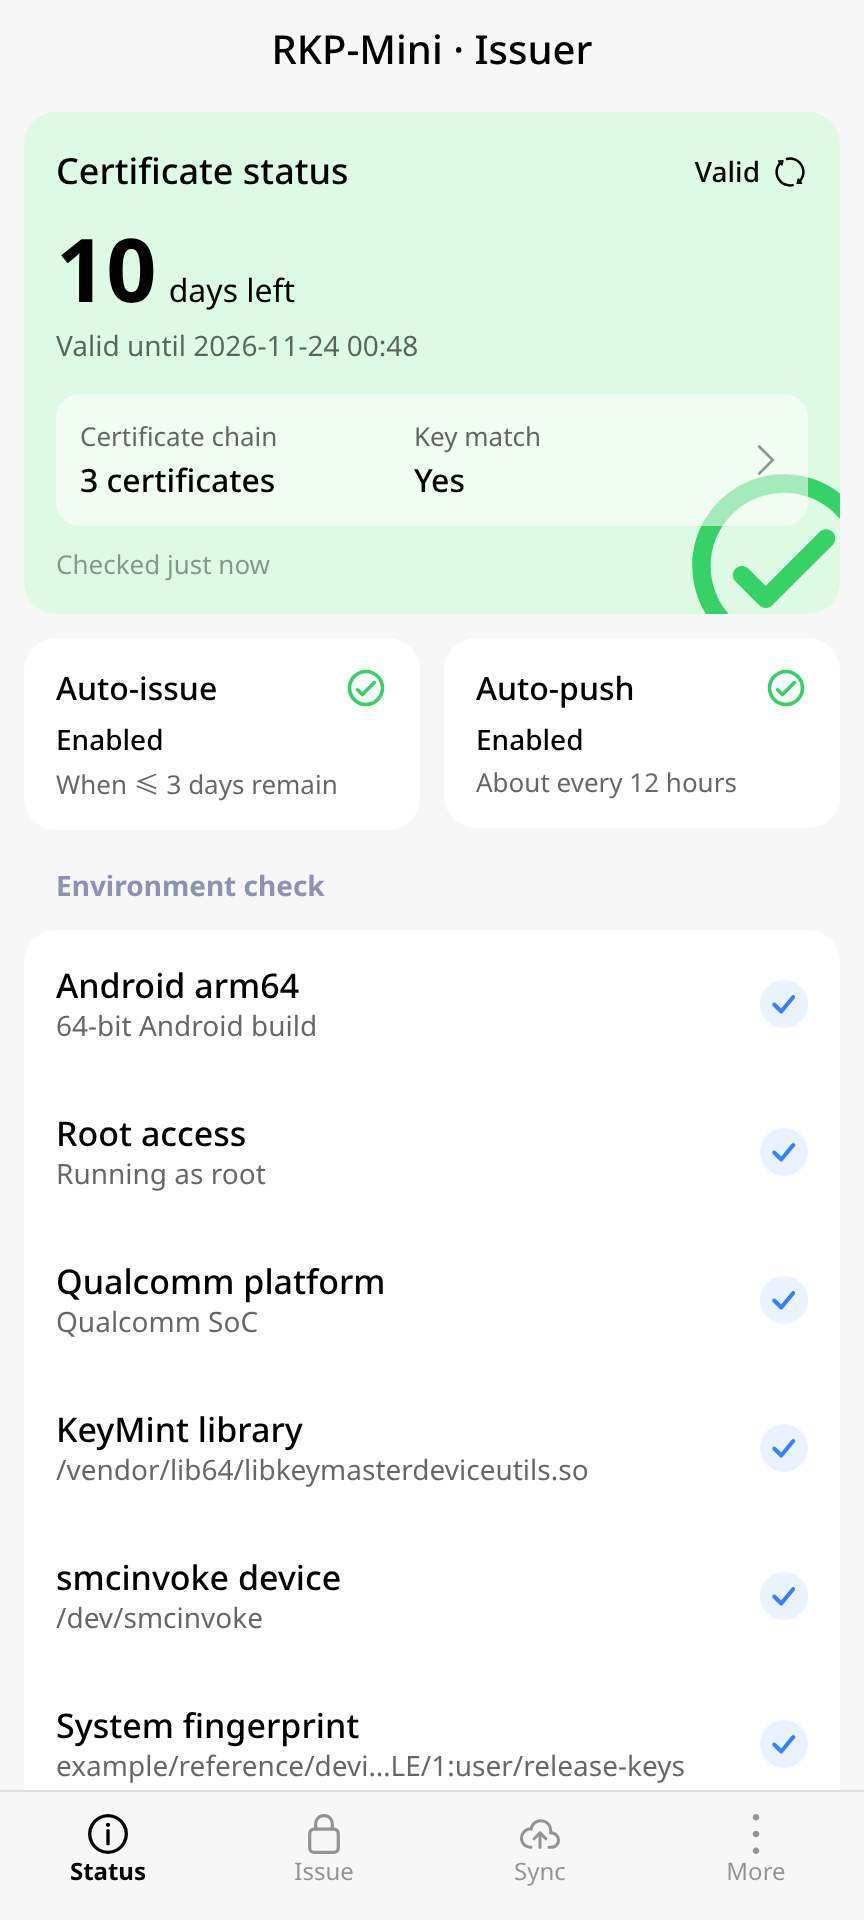 RKP-Mini · Issuer
Certificate status
Valid
10 days left
Valid until 2026-11-24 00:48
Certificate chain
Key match
3 certificates
Yes
Checked just now
Auto-issue
Enabled
When ⩽ 3 days remain
Auto-push
Enabled
About every 12 hours
Environment check
Android arm64
64-bit Android build
Root access
Running as root
Qualcomm platform
Qualcomm SoC
KeyMint library
/vendor/lib64/libkeymasterdeviceutils.so
smcinvoke device
/dev/smcinvoke
System fingerprint
example/reference/devi...LE/1:user/release-keys
Status
Issue
Sync
More